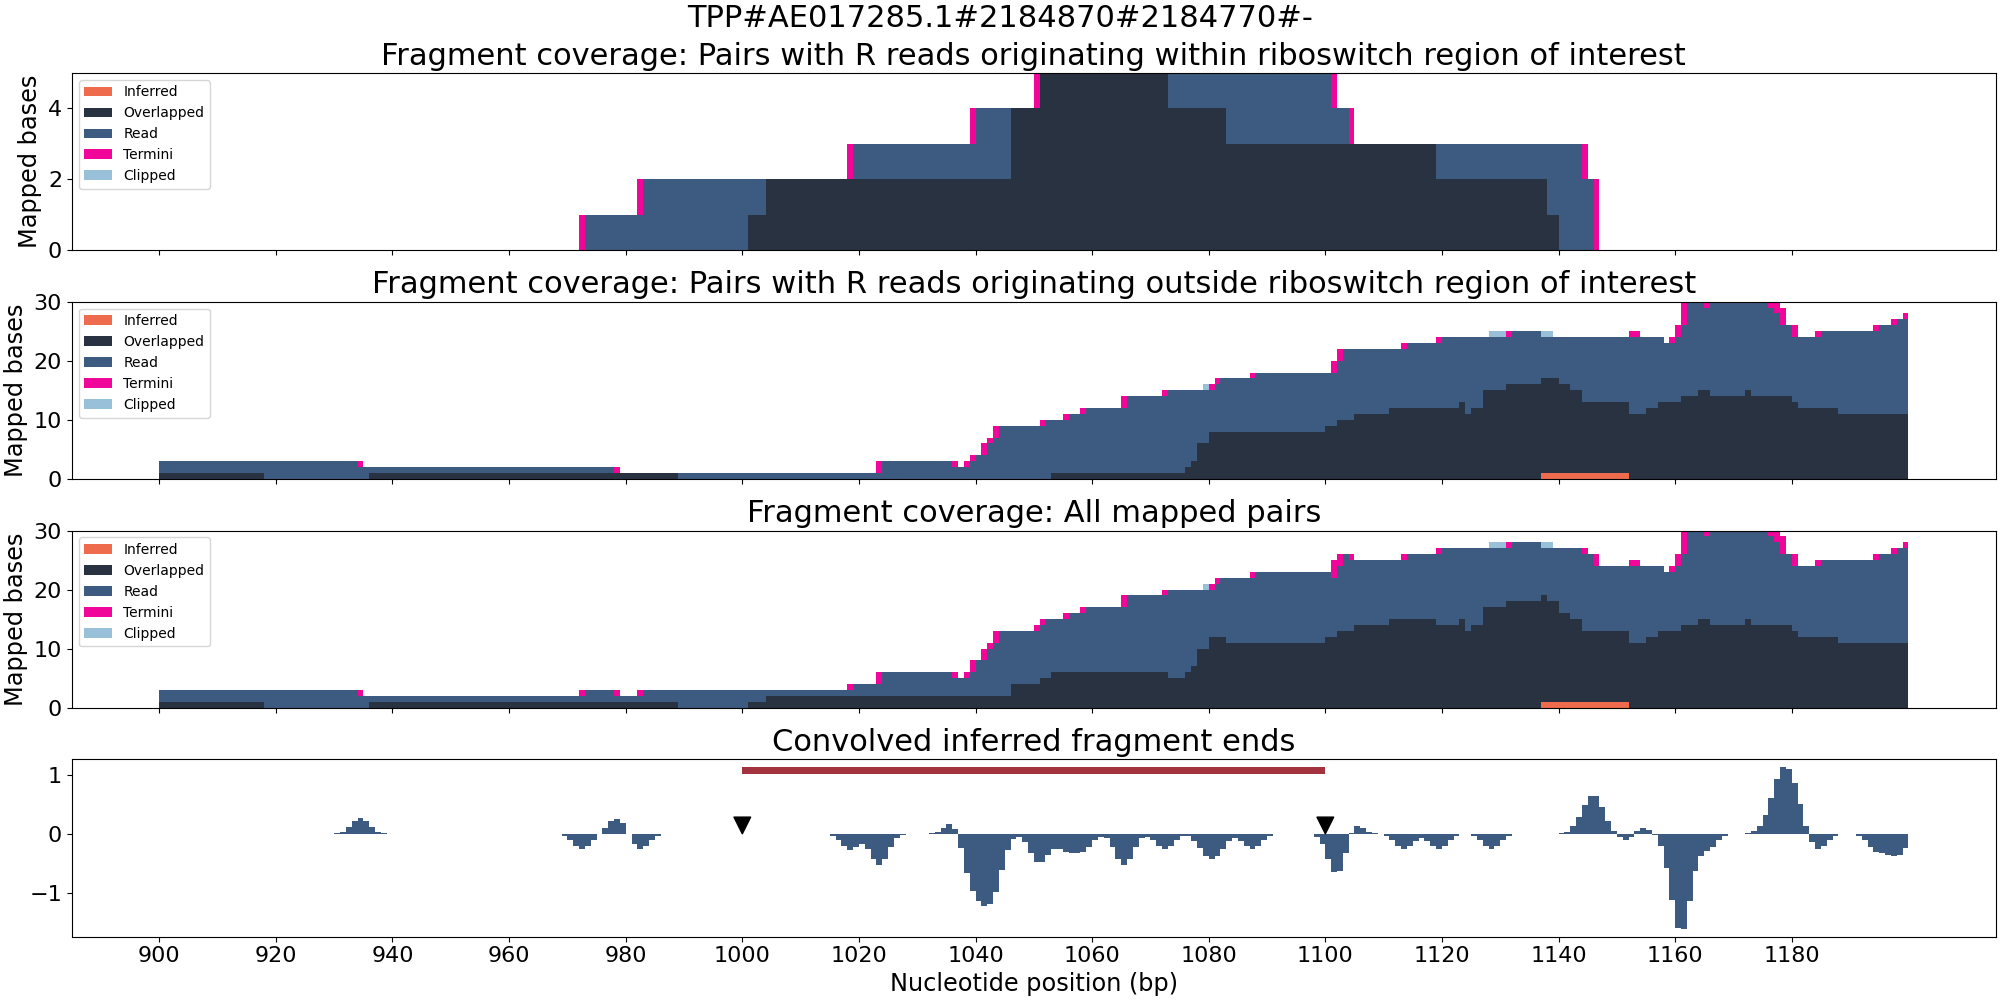 TPP#AE017285.1#2184870#2184770#-
Fragment coverage: Pairs with R reads originating within riboswitch region of interest
Mapped bases
4
2
0
Inferred
Overlapped
Read
Termini
Clipped
Fragment coverage: Pairs with R reads originating outside riboswitch region of interest
Mapped bases
30
20
10
0
Inferred
Overlapped
Read
Termini
Clipped
Fragment coverage: All mapped pairs
Mapped bases
30
20
10
0
Inferred
Overlapped
Read
Termini
Clipped
Convolved inferred fragment ends
1
0
−1
900 920 940 960 980 1000 1020 1040 1060 1080 1100 1120 1140 1160 1180
Nucleotide position (bp)